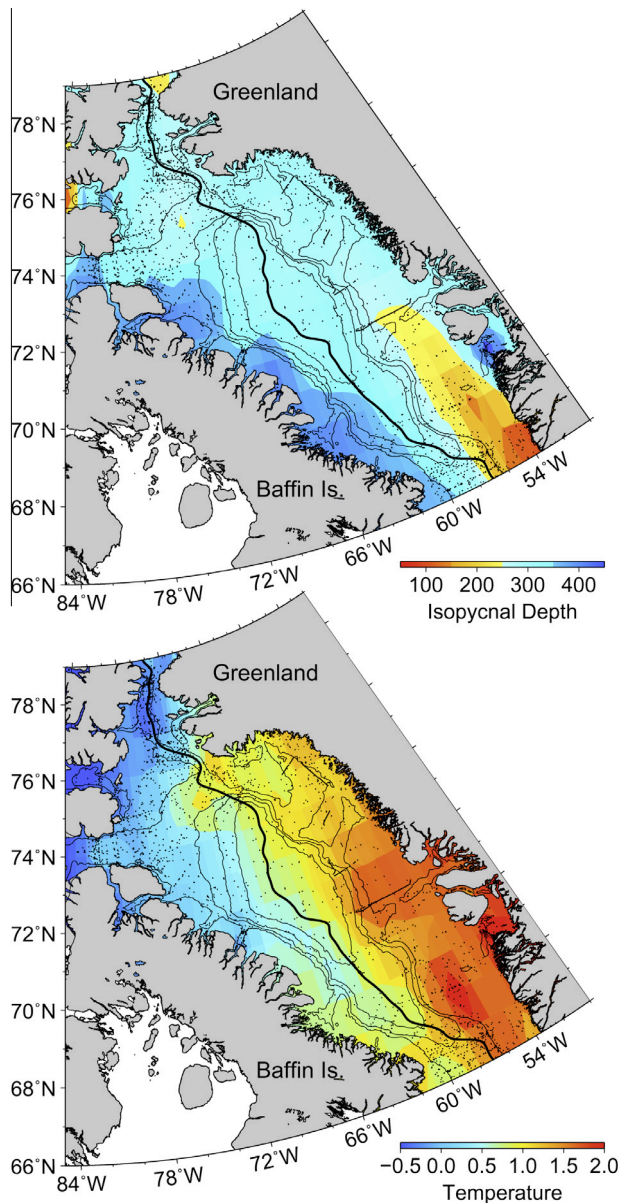 Greenland
78°N
76°N
74°N
72°N
70°N
68°N
66°N
Baffin Is.
84°W
78°W
72°W
66°W
60°W
54°W
100 200 300 400
Isopycnal Depth
Greenland
78°N
76°N
74°N
72°N
70°N
68°N
66°N
Baffin Is.
84°W
78°W
72°W
66°W
60°W
54°W
−0.5 0.0 0.5 1.0 1.5 2.0
Temperature